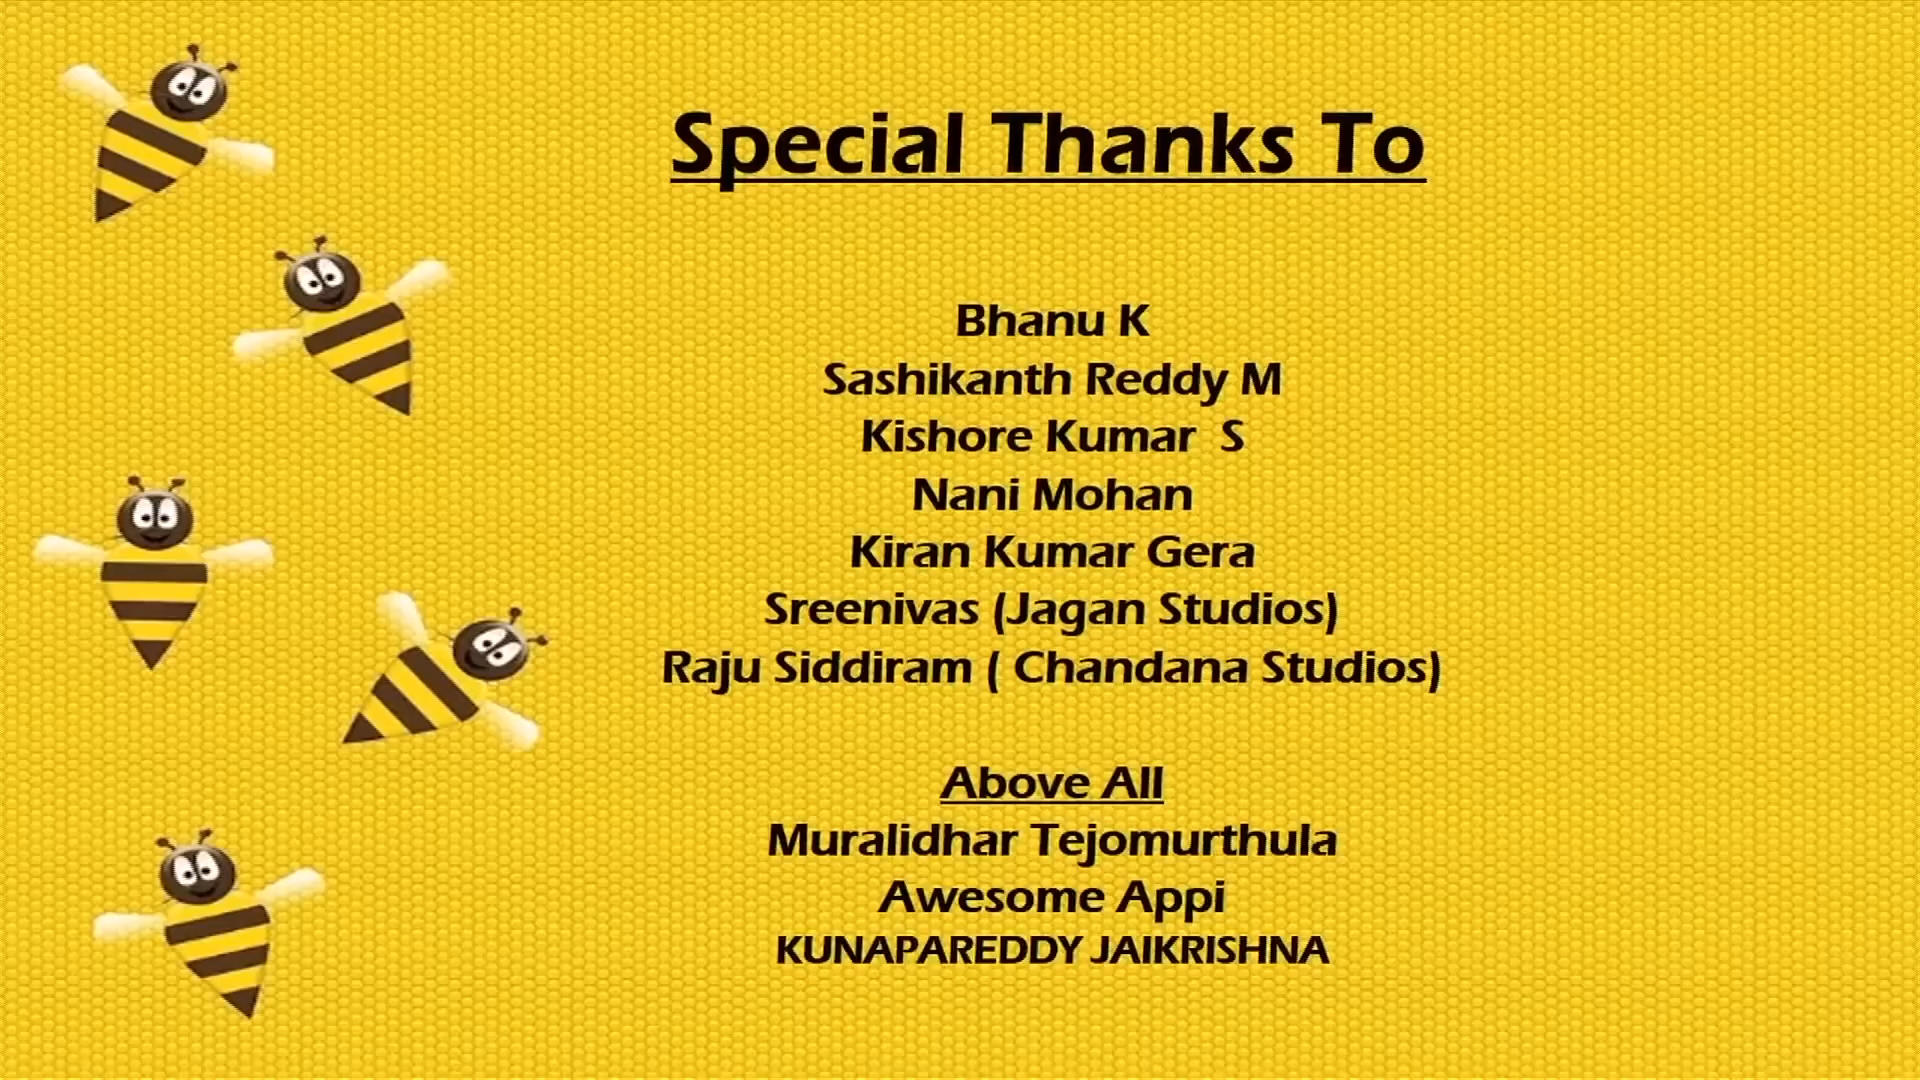 Special Thanks To
Bhanu K
Sashikanth Reddy M
Kishore Kumar  S
Nani Mohan
Kiran Kumar Gera
Sreenivas (Jagan Studios)
Raju Siddiram ( Chandana Studios)
Above All
Muralidhar Tejomurthula
Awesome Appi
KUNAPAREDDY JAIKRISHNA